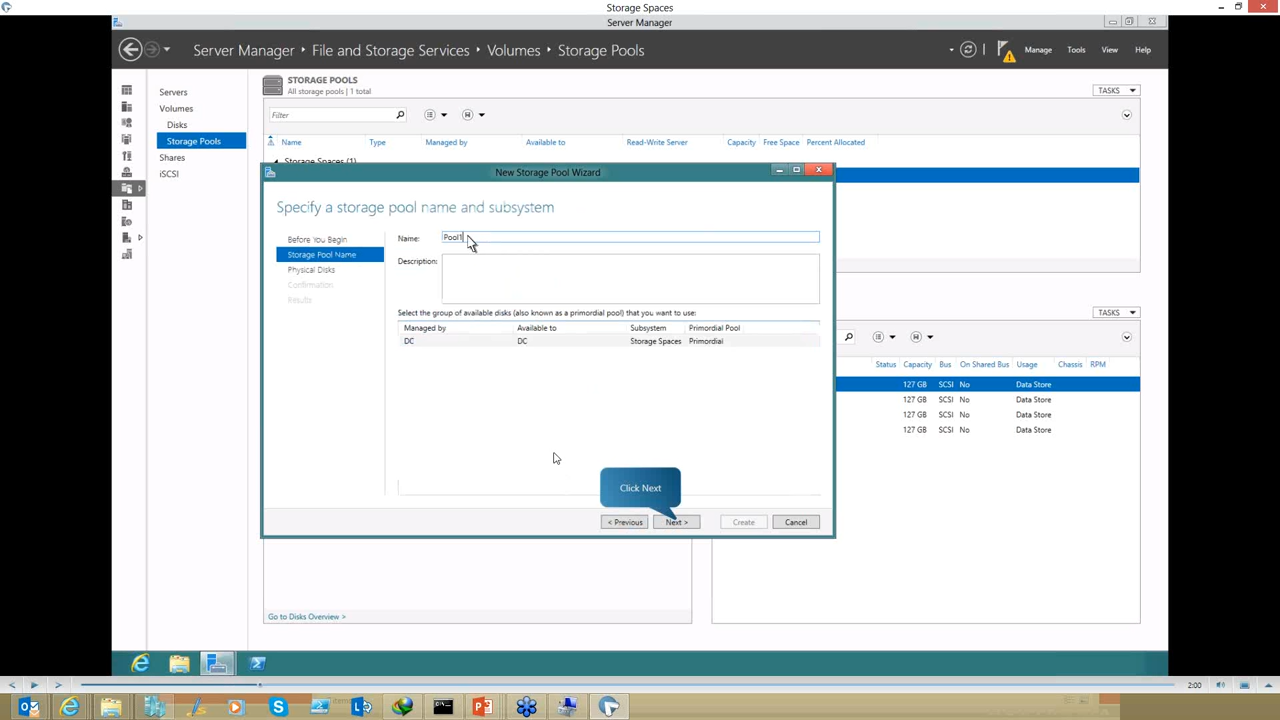 Storage Spaces
Server Manager
Server Manager • File and Storage Services • Volumes • Storage Pools
Manage Tools View Help
Servers
Volumes
Disks
Storage Pools
Shares
iSCSI
STORAGE POOLS
All storage pools | 1 total
TASKS
Filter
Name Type Managed by Available to Read-Write Server Capacity Free Space Percent Allocated
Storage Spaces (1)
New Storage Pool Wizard
Specify a storage pool name and subsystem
Before You Begin
Storage Pool Name
Physical Disks
Confirmation
Results
Name: Pool1
Description:
Select the group of available disks (also known as a primordial pool) that you want to use:
Managed by Available to Subsystem Primordial Pool
DC DC Storage Spaces Primordial
Click Next
< Previous Next > Create Cancel
TASKS
Status Capacity Bus On Shared Bus Usage Chassis RPM
127 GB SCSI No Data Store
127 GB SCSI No Data Store
127 GB SCSI No Data Store
127 GB SCSI No Data Store
Go to Disks Overview >
2:00